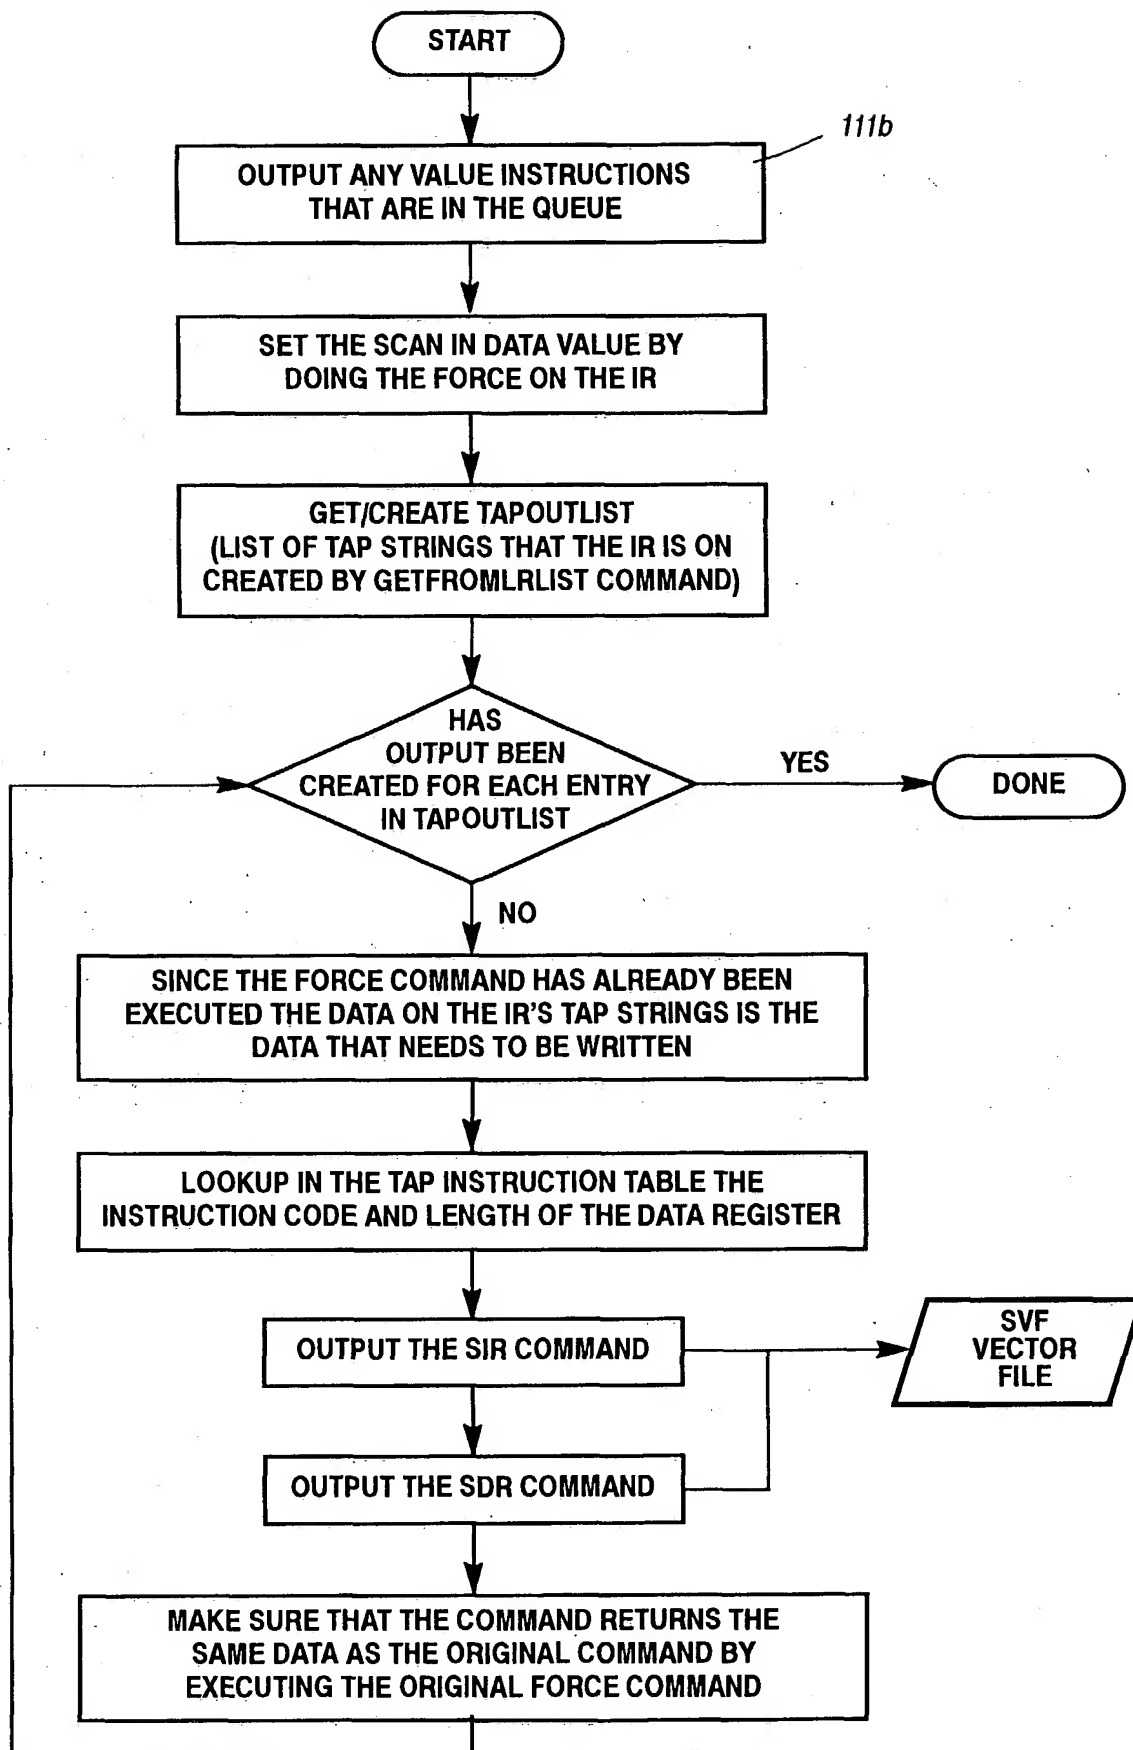 START
111b
OUTPUT ANY VALUE INSTRUCTIONS
THAT ARE IN THE QUEUE
SET THE SCAN IN DATA VALUE BY
DOING THE FORCE ON THE IR
GET/CREATE TAPOUTLIST
(LIST OF TAP STRINGS THAT THE IR IS ON
CREATED BY GETFROMLRLIST COMMAND)
HAS
OUTPUT BEEN
CREATED FOR EACH ENTRY
IN TAPOUTLIST
YES
DONE
NO
SINCE THE FORCE COMMAND HAS ALREADY BEEN
EXECUTED THE DATA ON THE IR'S TAP STRINGS IS THE
DATA THAT NEEDS TO BE WRITTEN
LOOKUP IN THE TAP INSTRUCTION TABLE THE
INSTRUCTION CODE AND LENGTH OF THE DATA REGISTER
OUTPUT THE SIR COMMAND
SVF
VECTOR
FILE
OUTPUT THE SDR COMMAND
MAKE SURE THAT THE COMMAND RETURNS THE
SAME DATA AS THE ORIGINAL COMMAND BY
EXECUTING THE ORIGINAL FORCE COMMAND